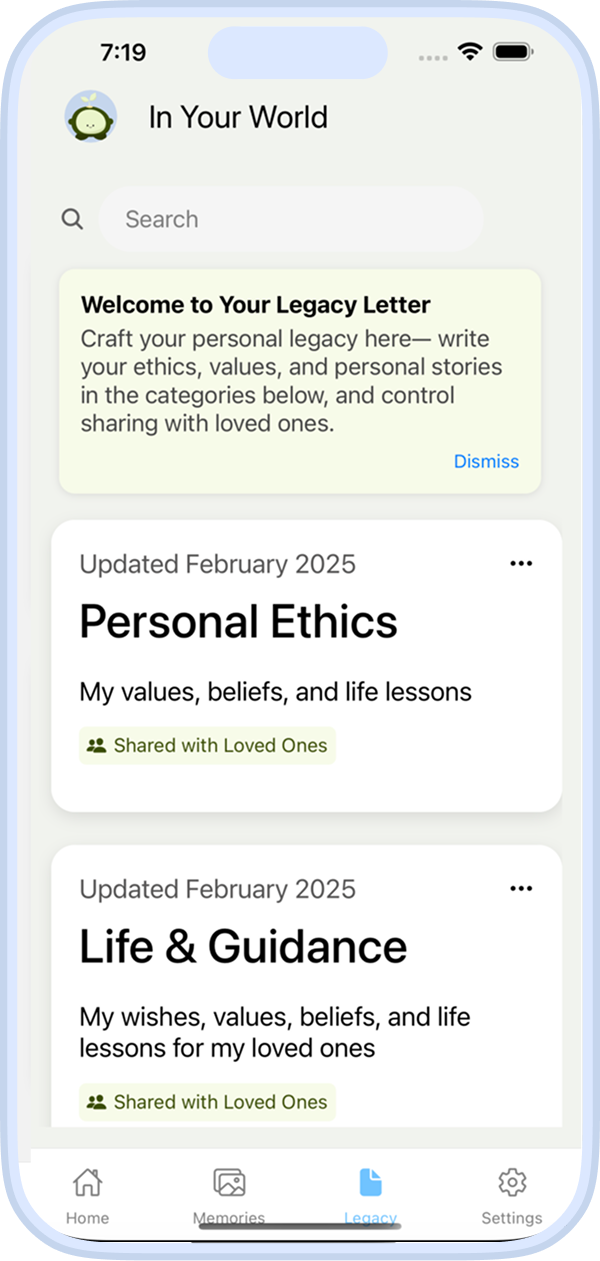 7:19
In Your World
Search
Welcome to Your Legacy Letter
Craft your personal legacy here— write
your ethics, values, and personal stories
in the categories below, and control
sharing with loved ones.
Dismiss
Updated February 2025
Personal Ethics
My values, beliefs, and life lessons
Shared with Loved Ones
Updated February 2025
Life & Guidance
My wishes, values, beliefs, and life
lessons for my loved ones
Shared with Loved Ones
Home
Memories
Legacy
Settings